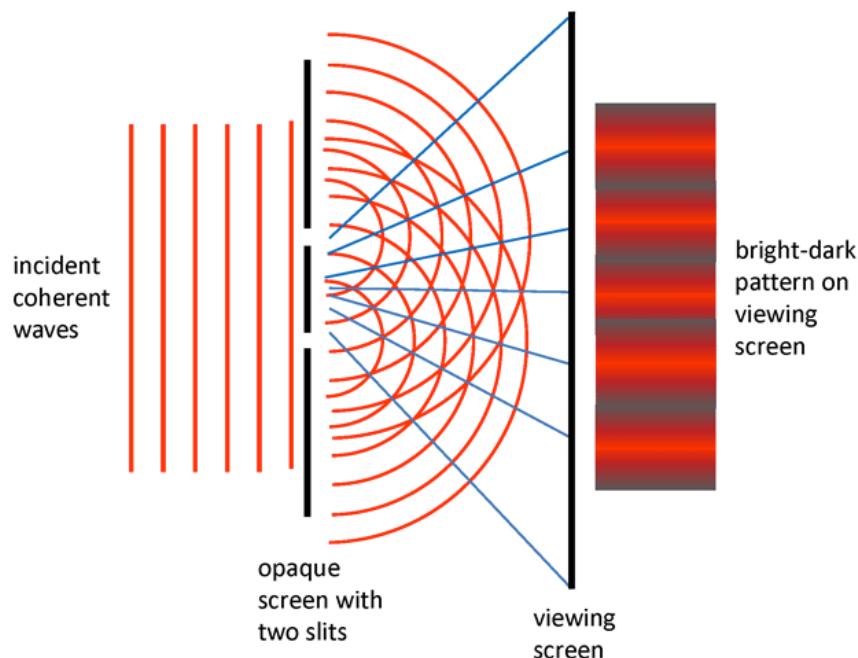 incident
coherent
waves
opaque
screen with
two slits
viewing
screen
bright-dark
pattern on
viewing
screen